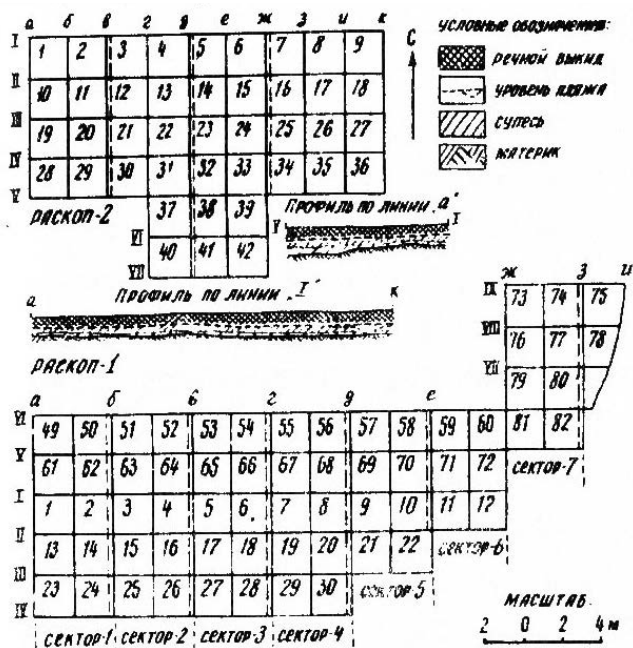 а б в г д е ж з и к
I 1 2 3 4 5 6 7 8 9
II 10 11 12 13 14 15 16 17 18
III 19 20 21 22 23 24 25 26 27
IV 28 29 30 31 32 33 34 35 36
V
РАСКОП-2
37 38 39
VI 40 41 42
VII
УСЛОВНЫЕ ОБОЗНАЧЕНИЯ:
С
РЕЧНОЙ ВЫКИД
УРОВЕНЬ ПЛЯЖА
СУПЕСЬ
МАТЕРИК
ПРОФИЛЬ ПО ЛИНИИ „а"
V I
ПРОФИЛЬ ПО ЛИНИИ „I"
а к
РАСКОП-1
ж з и
IX 73 74 75
VIII 76 77 78
VII 79 80
81 82
СЕКТОР-7
а б в г д е
VI 49 50 51 52 53 54 55 56 57 58 59 60
V 61 62 63 64 65 66 67 68 69 70 71 72
I 1 2 3 4 5 6 7 8 9 10 11 12
II 13 14 15 16 17 18 19 20 21 22 СЕКТОР-6
III 23 24 25 26 27 28 29 30 СЕКТОР-5
IV
СЕКТОР-1 СЕКТОР-2 СЕКТОР-3 СЕКТОР-4
МАСШТАБ
2 0 2 4 м